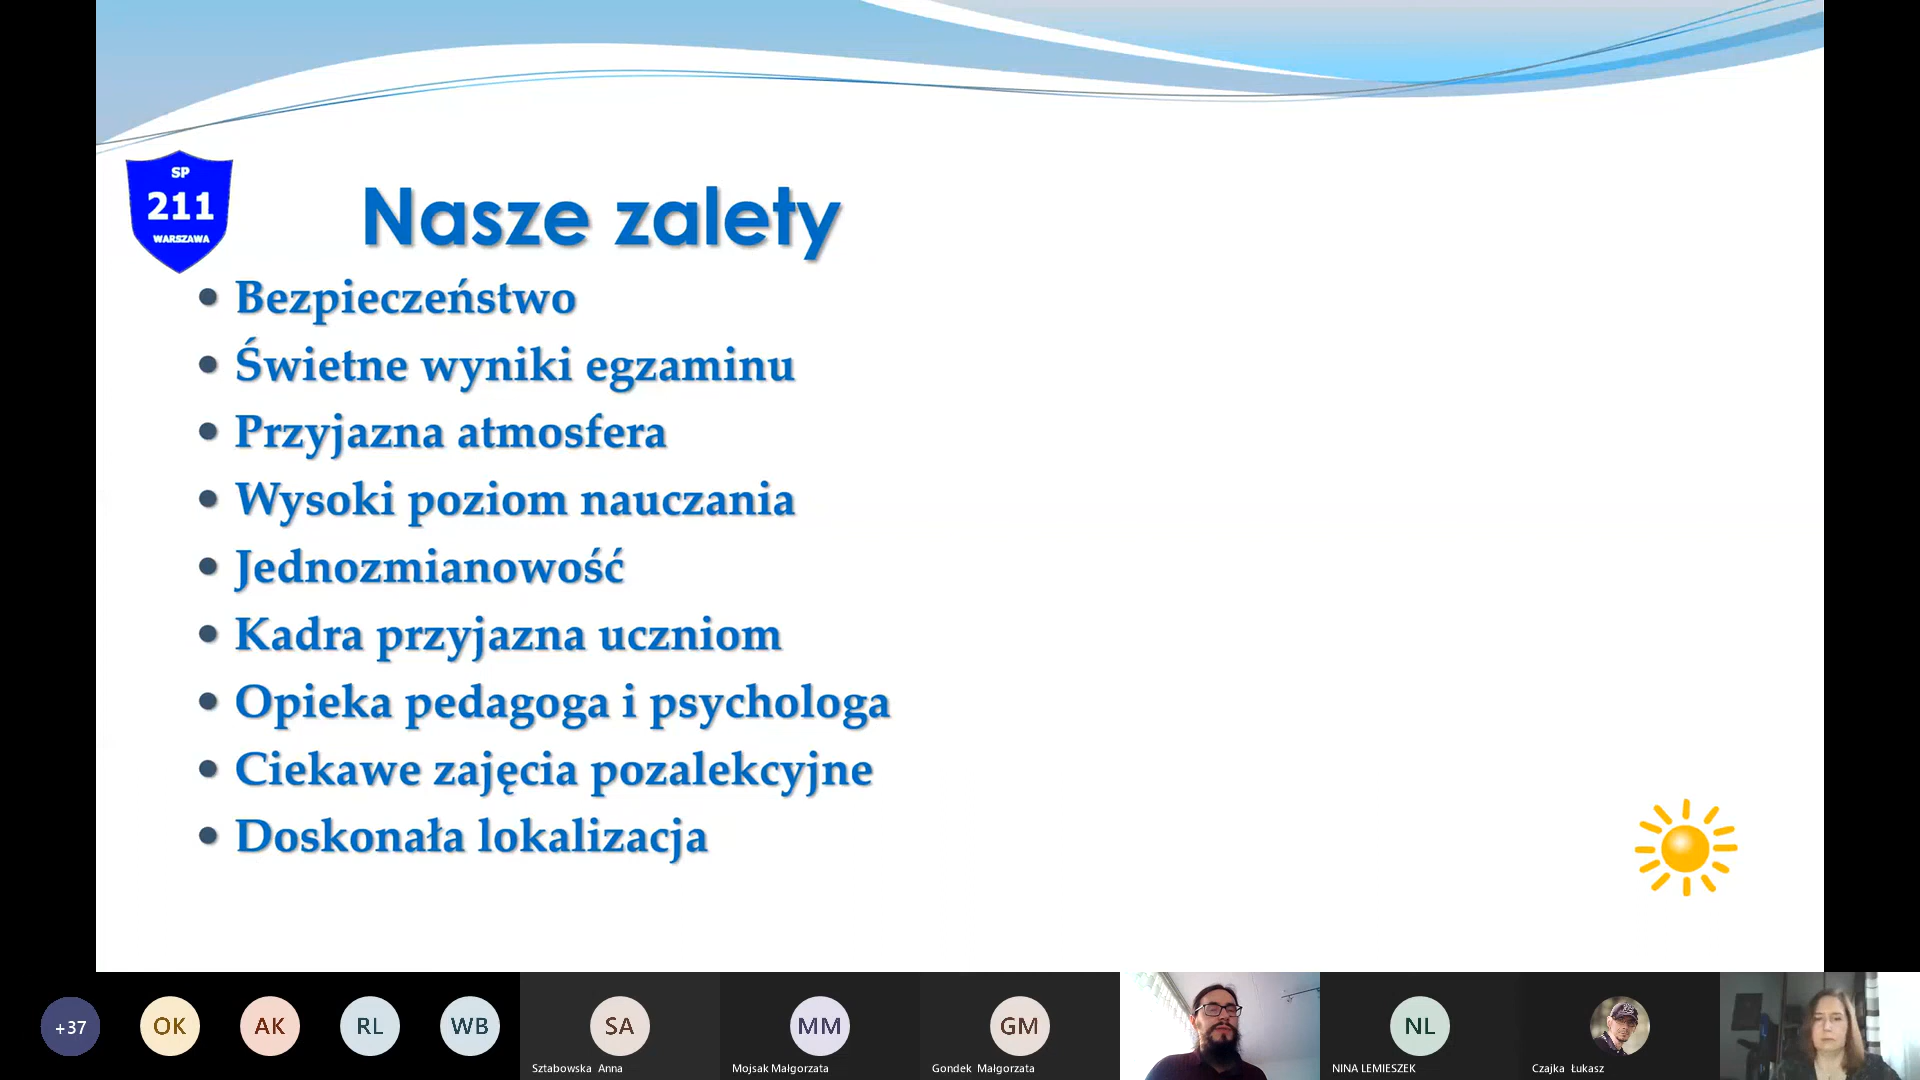 SP
211
WARSZAWA
Nasze zalety
• Bezpieczeństwo
• Świetne wyniki egzaminu
• Przyjazna atmosfera
• Wysoki poziom nauczania
• Jednozmianowość
• Kadra przyjazna uczniom
• Opieka pedagoga i psychologa
• Ciekawe zajęcia pozalekcyjne
• Doskonała lokalizacja
+37 OK AK RL WB SA MM GM NL
Sztabowska Anna Mojsak Małgorzata Gondek Małgorzata NINA LEMIESZEK Czajka Łukasz